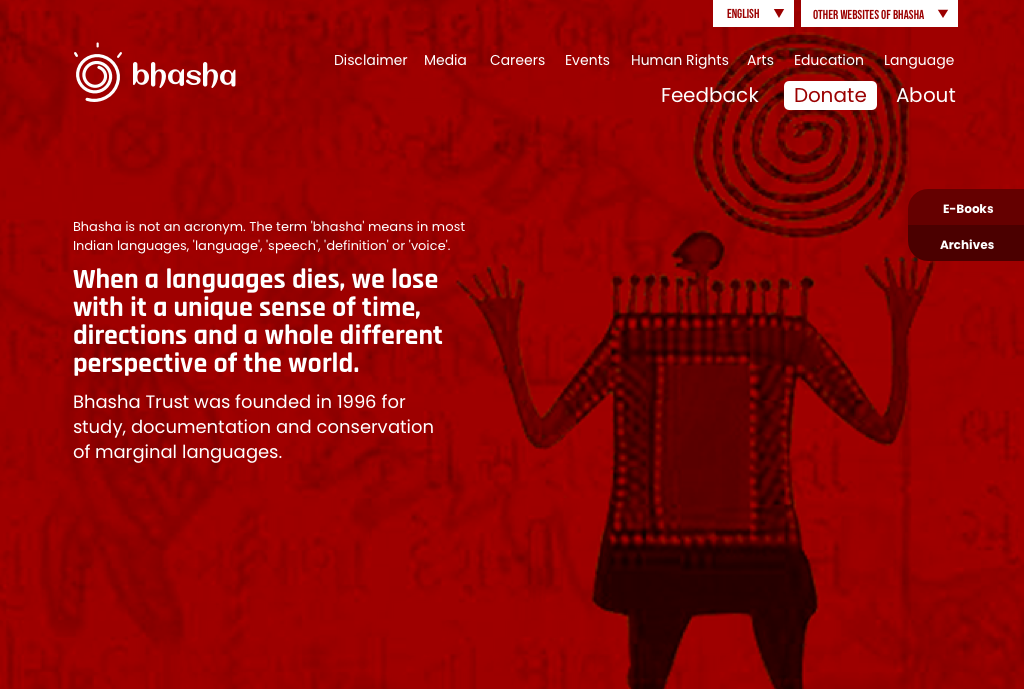 ENGLISH
OTHER WEBSITES OF BHASHA
bhasha
Disclaimer Media Careers Events Human Rights Arts Education Language
Feedback Donate About
E-Books
Archives
Bhasha is not an acronym. The term 'bhasha' means in most
Indian languages, 'language', 'speech', 'definition' or 'voice'.
When a languages dies, we lose
with it a unique sense of time,
directions and a whole different
perspective of the world.
Bhasha Trust was founded in 1996 for
study, documentation and conservation
of marginal languages.